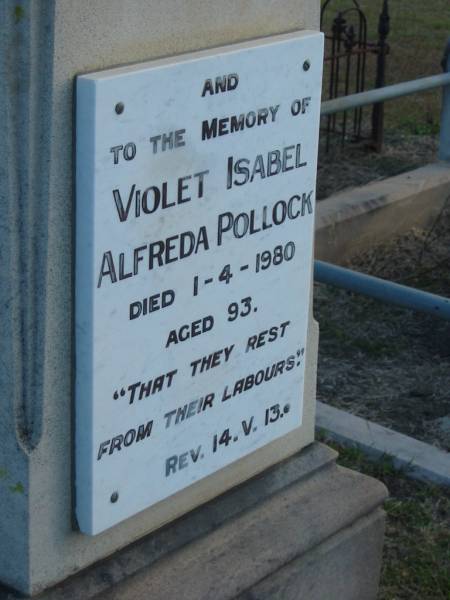 AND
TO THE MEMORY OF
VIOLET ISABEL
ALFREDA POLLOCK
DIED 1-4-1980
AGED 93.
"THAT THEY REST
FROM THEIR LABOURS."
REV. 14. V. 13.